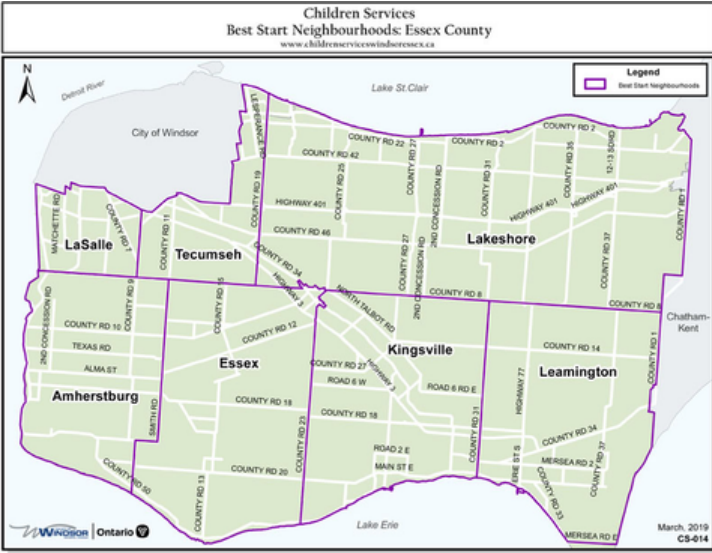 Children Services
Best Start Neighbourhoods: Essex County
www.childrenserviceswindsoressex.ca
N
Detroit River
Lake St.Clair
Legend
Best Start Neighbourhoods
City of Windsor
LESPERANCE RD
COUNTY RD 22
COUNTY RD 27
COUNTY RD 2
COUNTY RD 2
COUNTY RD 42
COUNTY RD 35
12-13 SDRD
COUNTY RD 19
COUNTY RD 25
2ND CONCESSION RD
COUNTY RD 31
HIGHWAY 401
HIGHWAY 401
HIGHWAY 401
COUNTY RD 1
MATCHETTE RD
COUNTY RD 7
COUNTY RD 11
LaSalle
Tecumseh
COUNTY RD 46
Lakeshore
COUNTY RD 34
COUNTY RD 27
2ND CONCESSION RD
COUNTY RD 37
COUNTY RD 8
COUNTY RD 8
COUNTY RD 9
COUNTY RD 15
HIGHWAY 3
NORTH TALBOT RD
Chatham-
Kent
2ND CONCESSION RD
COUNTY RD 10
TEXAS RD
ALMA ST
COUNTY RD 12
Essex
Kingsville
COUNTY RD 14
COUNTY RD 1
COUNTY RD 27
ROAD 6 W
HIGHWAY 3
ROAD 6 RD E
HIGHWAY 77
Leamington
Amherstburg
SMITH RD
COUNTY RD 18
COUNTY RD 18
COUNTY RD 23
COUNTY RD 31
COUNTY RD 34
ROAD 2 E
MAIN ST E
ERIE ST S
MERSEA RD 2
COUNTY RD 37
COUNTY RD 50
COUNTY RD 20
COUNTY RD 13
COUNTY RD 33
MERSEA RD E
Lake Erie
WINDSOR
Ontario
March, 2019
CS-014